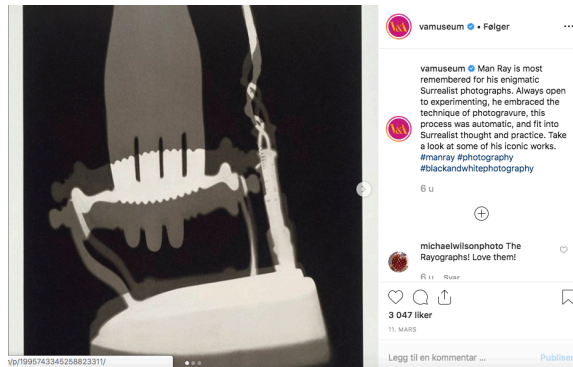 vamuseum • Følger
vamuseum Man Ray is most
remembered for his enigmatic
Surrealist photographs. Always open
to experimenting, he embraced the
technique of photogravure, this
process was automatic, and fit into
Surrealist thought and practice. Take
a look at some of his iconic works.
#manray #photography
#blackandwhitephotography
6 u
michaelwilsonphoto The
Rayographs! Love them!
6 u Svar
3 047 liker
11. MARS
Legg til en kommentar ...
Publiser
/p/1995743345258823311/